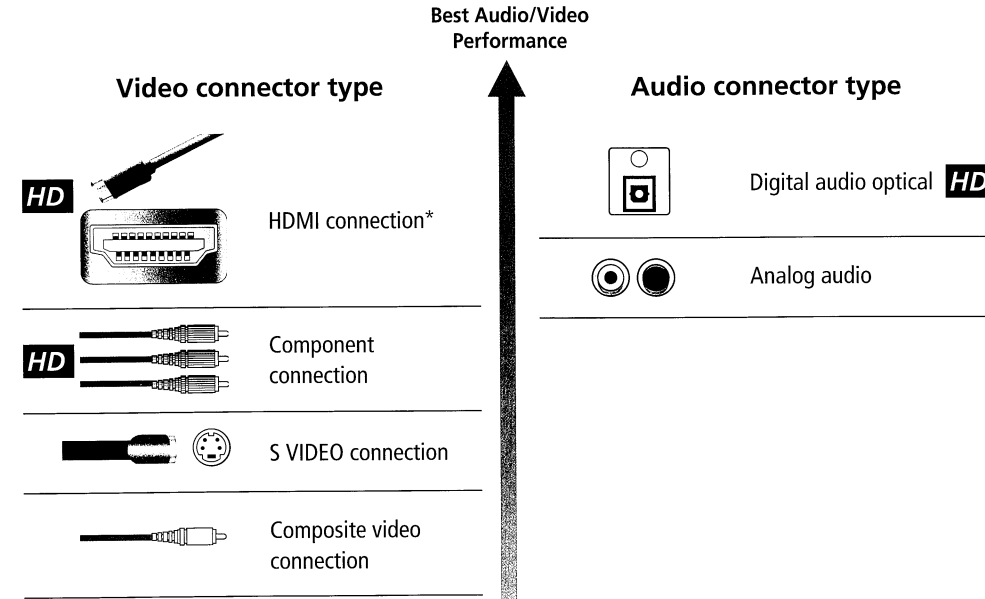 Best Audio/Video
Performance
Video connector type
HD
HDMI connection*
HD
Component
connection
S VIDEO connection
Composite video
connection
Audio connector type
Digital audio optical HD
Analog audio